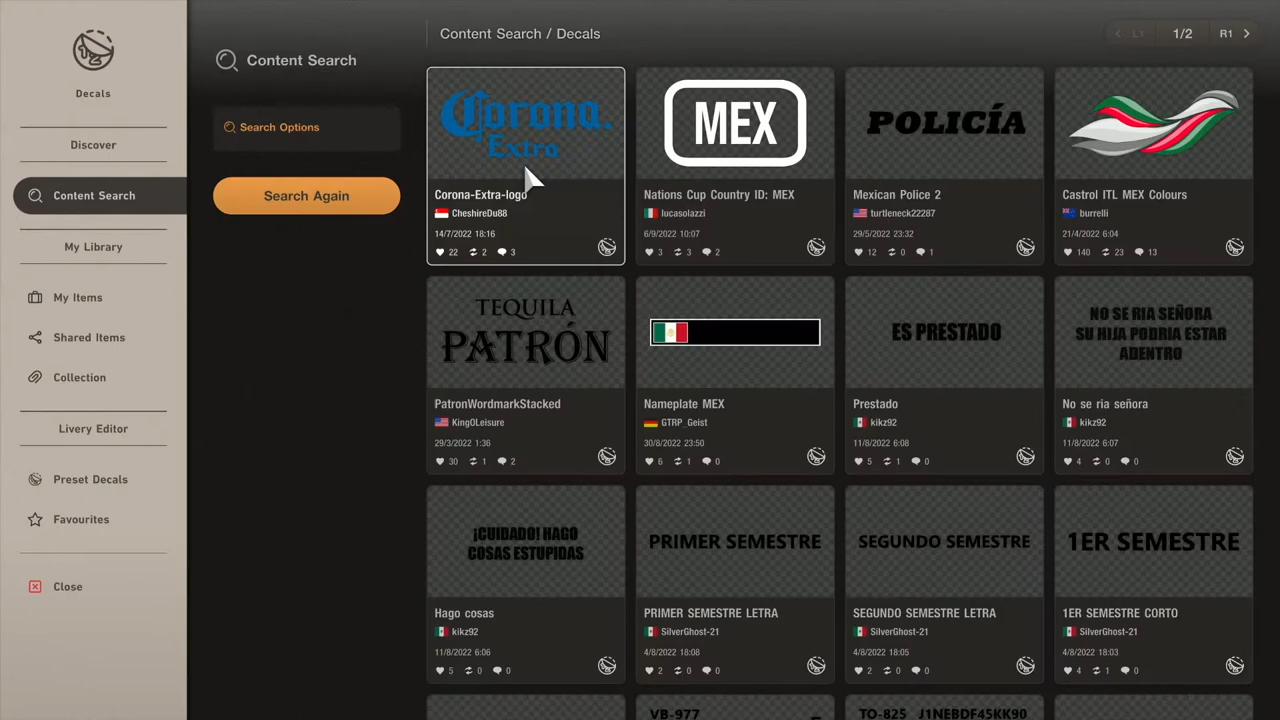 Decals
Discover
Content Search
My Library
My Items
Shared Items
Collection
Livery Editor
Preset Decals
Favourites
Close
Content Search
Search Options
Search Again
Content Search / Decals
L1 1/2 R1
Corona.
Extra
Corona-Extra-logo
CheshireDu88
14/7/2022 18:16
22 2 3
MEX
Nations Cup Country ID: MEX
lucasolazzi
6/9/2022 10:07
3 3 2
POLICÍA
Mexican Police 2
turtleneck22287
29/5/2022 23:32
12 0 1
Castrol ITL MEX Colours
burrelli
21/4/2022 6:04
140 23 13
TEQUILA
PATRÓN
PatronWordmarkStacked
KingOLeisure
29/3/2022 1:36
30 1 2
Nameplate MEX
GTRP_Geist
30/8/2022 23:50
6 1 0
ES PRESTADO
Prestado
kikz92
11/8/2022 6:08
5 1 0
NO SE RIA SEÑORA
SU HIJA PODRIA ESTAR
ADENTRO
No se ria señora
kikz92
11/8/2022 6:07
4 0 0
¡CUIDADO! HAGO
COSAS ESTUPIDAS
Hago cosas
kikz92
11/8/2022 6:06
5 0 0
PRIMER SEMESTRE
PRIMER SEMESTRE LETRA
SilverGhost-21
4/8/2022 18:08
2 0 0
SEGUNDO SEMESTRE
SEGUNDO SEMESTRE LETRA
SilverGhost-21
4/8/2022 18:05
2 0 0
1ER SEMESTRE
1ER SEMESTRE CORTO
SilverGhost-21
4/8/2022 18:03
4 1 0
VB-977
TO-825 J1NEBDF45KK90